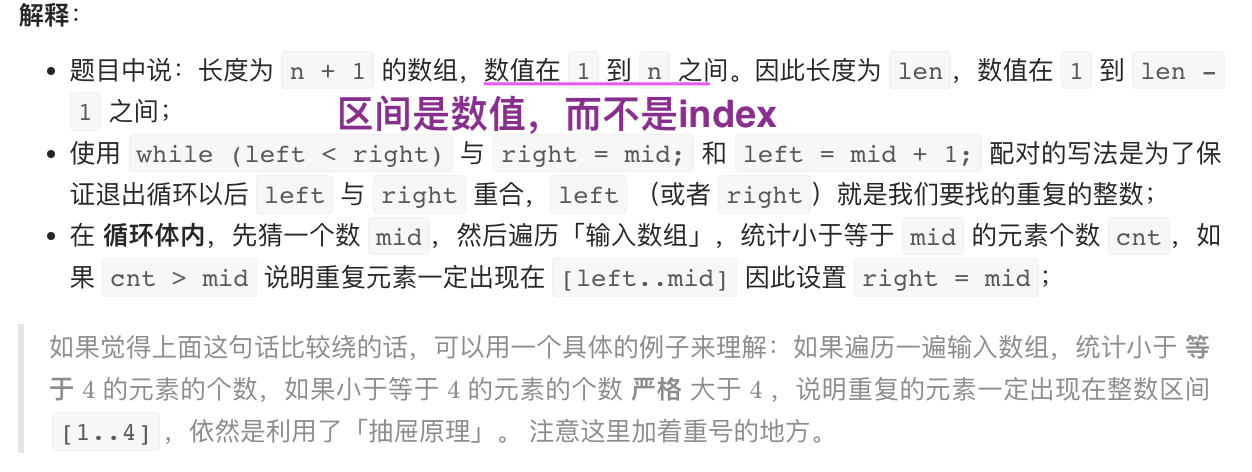 解释：
• 题目中说：长度为 n + 1 的数组，数值在 1 到 n 之间。因此长度为 len，数值在 1 到 len -
1 之间；
区间是数值，而不是index
• 使用 while (left < right) 与 right = mid; 和 left = mid + 1; 配对的写法是为了保
证退出循环以后 left 与 right 重合，left （或者 right）就是我们要找的重复的整数；
• 在 循环体内，先猜一个数 mid，然后遍历「输入数组」，统计小于等于 mid 的元素个数 cnt，如
果 cnt > mid 说明重复元素一定出现在 [left..mid] 因此设置 right = mid；
如果觉得上面这句话比较绕的话，可以用一个具体的例子来理解：如果遍历一遍输入数组，统计小于 等
于 4 的元素的个数，如果小于等于 4 的元素的个数 严格 大于 4 ，说明重复的元素一定出现在整数区间
[1..4] ，依然是利用了「抽屉原理」。 注意这里加着重号的地方。